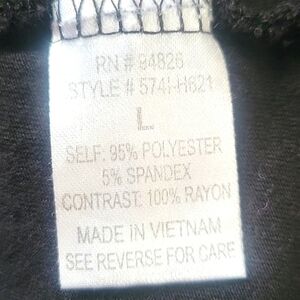 RN # 94826
STYLE # 574I-H621
L
SELF: 95% POLYESTER
5% SPANDEX
CONTRAST: 100% RAYON
MADE IN VIETNAM
SEE REVERSE FOR CARE